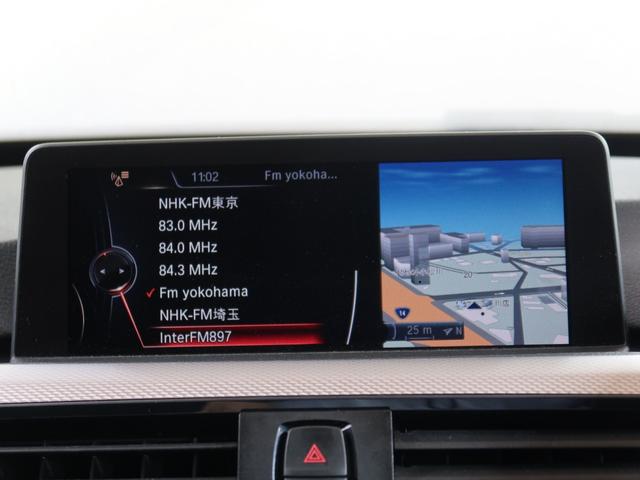 11:02
Fm yokoha...
NHK-FM東京
83.0 MHz
84.0 MHz
84.3 MHz
Fm yokohama
NHK-FM埼玉
InterFM897
20
14
25 m
N